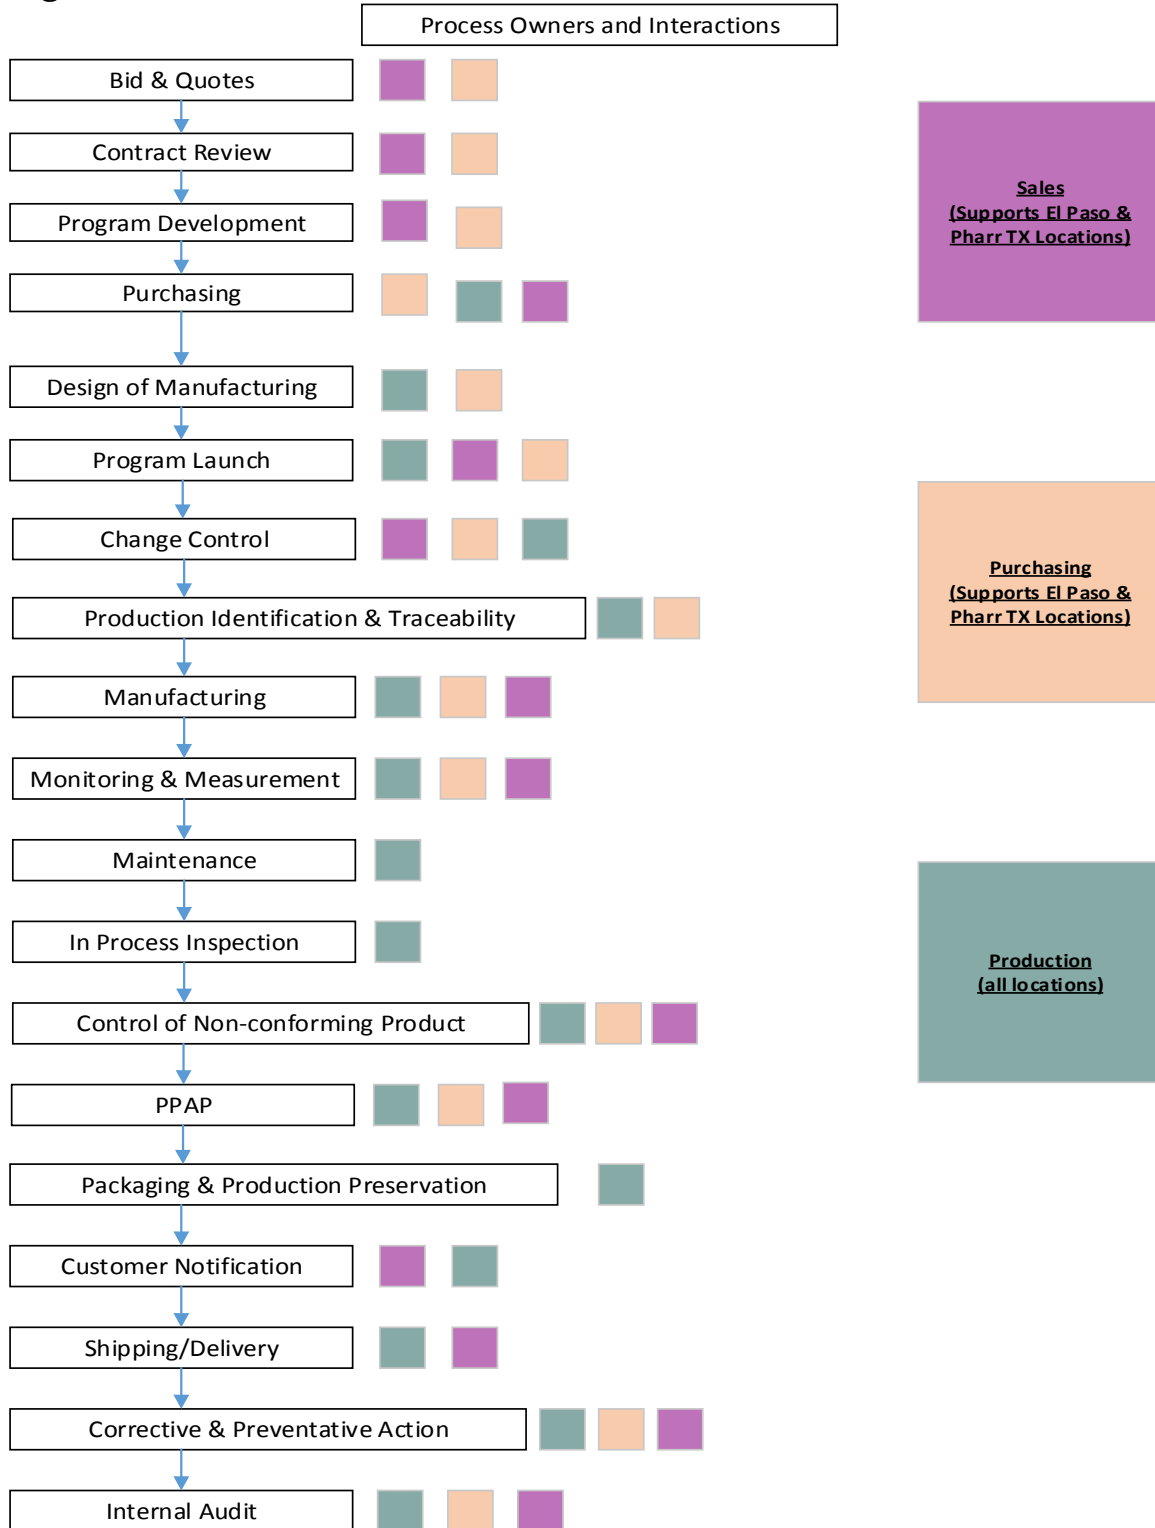 Process Owners and Interactions
Bid & Quotes
Contract Review
Program Development
Purchasing
Design of Manufacturing
Program Launch
Change Control
Production Identification & Traceability
Manufacturing
Monitoring & Measurement
Maintenance
In Process Inspection
Control of Non-conforming Product
PPAP
Packaging & Production Preservation
Customer Notification
Shipping/Delivery
Corrective & Preventative Action
Internal Audit
Sales
(Supports El Paso &
Pharr TX Locations)
Purchasing
(Supports El Paso &
Pharr TX Locations)
Production
(all locations)